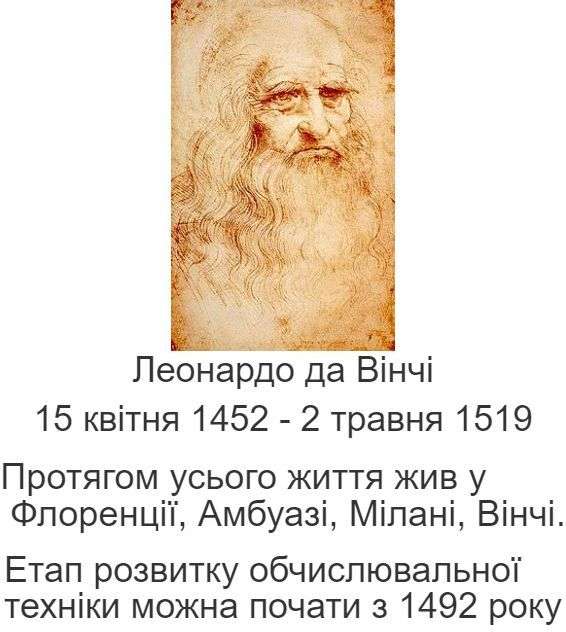 Леонардо да Вінчі
15 квітня 1452 - 2 травня 1519
Протягом усього життя жив у
Флоренції, Амбуазі, Мілані, Вінчі.
Етап розвитку обчислювальної
техніки можна почати з 1492 року